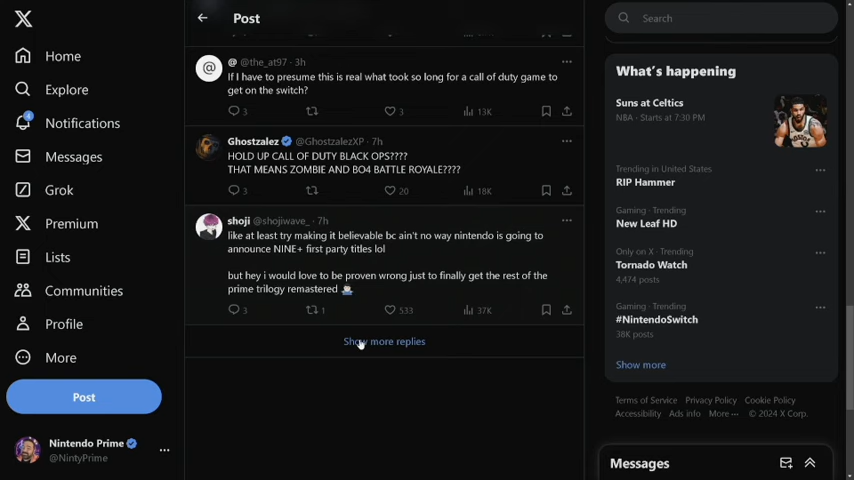 Post
Search
Home
Explore
Notifications
Messages
Grok
Premium
Lists
Communities
Profile
More
Post
Nintendo Prime
@NintyPrime
@ @the_at97 · 3h
If I have to presume this is real what took so long for a call of duty game to
get on the switch?
3 3 13K
Ghostzalez @GhostzalezXP · 7h
HOLD UP CALL OF DUTY BLACK OPS????
THAT MEANS ZOMBIE AND BO4 BATTLE ROYALE????
3 20 18K
shoji @shojiwave_ · 7h
like at least try making it believable bc ain't no way nintendo is going to
announce NINE+ first party titles lol
but hey i would love to be proven wrong just to finally get the rest of the
prime trilogy remastered
3 1 533 37K
Show more replies
What's happening
Suns at Celtics
NBA · Starts at 7:30 PM
Trending in United States
RIP Hammer
Gaming · Trending
New Leaf HD
Only on X · Trending
Tornado Watch
4,474 posts
Gaming · Trending
#NintendoSwitch
38K posts
Show more
Terms of Service Privacy Policy Cookie Policy
Accessibility Ads info More ··· © 2024 X Corp.
Messages